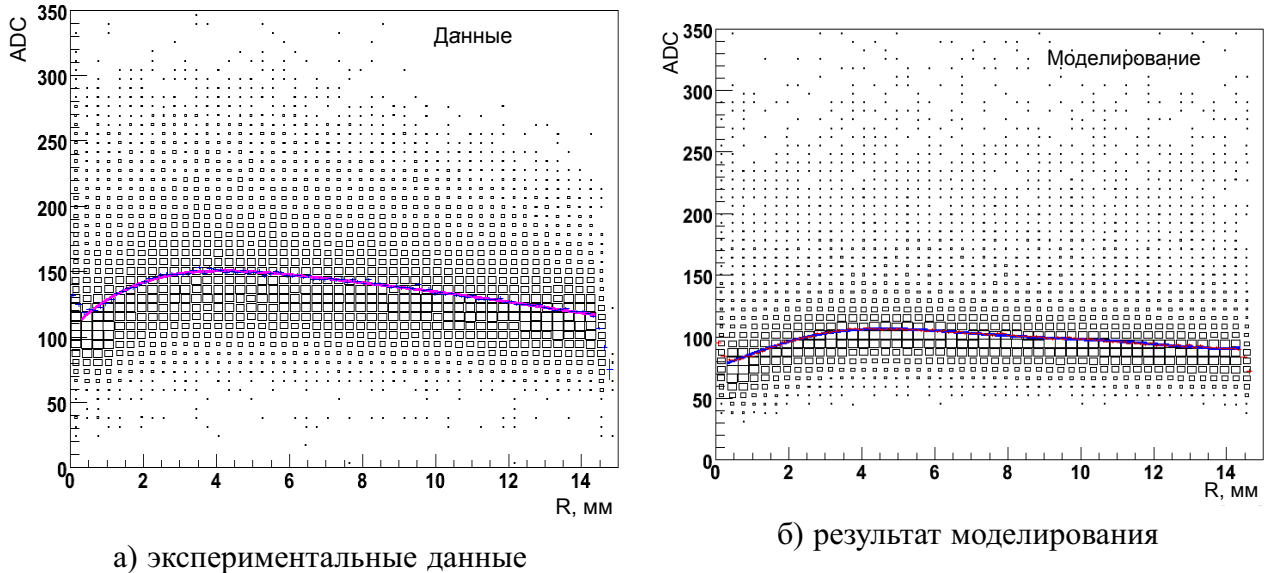 ADC
350
300
250
200
150
100
50
0
Данные
0 2 4 6 8 10 12 14
R, мм
а) экспериментальные данные
ADC
350
300
250
200
150
100
50
0
Моделирование
0 2 4 6 8 10 12 14
R, мм
б) результат моделирования